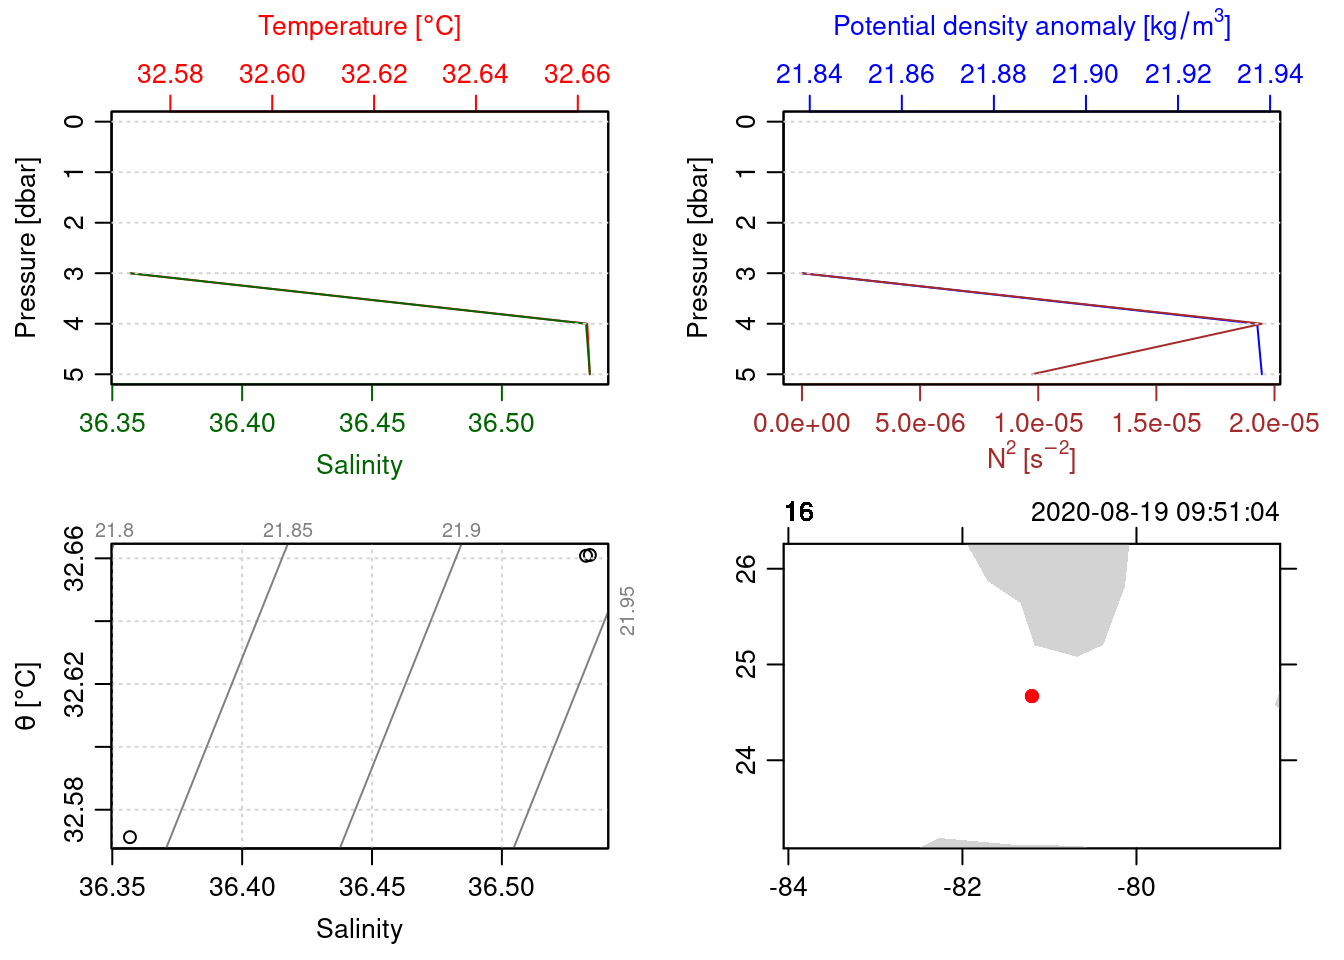 Temperature [°C]
32.58 32.60 32.62 32.64 32.66
Pressure [dbar]
0
1
2
3
4
5
36.35 36.40 36.45 36.50
Salinity
Potential density anomaly [kg/m³]
21.84 21.86 21.88 21.90 21.92 21.94
Pressure [dbar]
0
1
2
3
4
5
0.0e+00 5.0e-06 1.0e-05 1.5e-05 2.0e-05
N² [s⁻²]
21.8 21.85 21.9
21.95
θ [°C]
32.66
32.62
32.58
36.35 36.40 36.45 36.50
Salinity
16 2020-08-19 09:51:04
26
25
24
-84 -82 -80